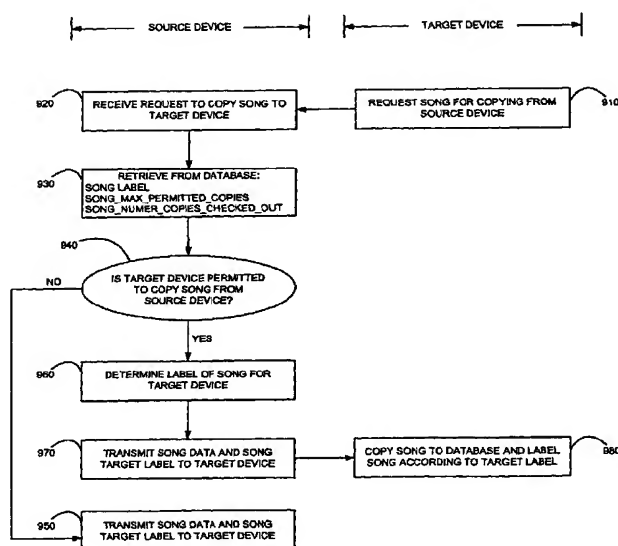 SOURCE DEVICE
TARGET DEVICE
920
RECEIVE REQUEST TO COPY SONG TO
TARGET DEVICE
REQUEST SONG FOR COPYING FROM
SOURCE DEVICE
910
930
RETRIEVE FROM DATABASE:
SONG LABEL
SONG_MAX_PERMITTED_COPIES
SONG_NUMER_COPIES_CHECKED_OUT
940
NO
IS TARGET DEVICE PERMITTED
TO COPY SONG FROM
SOURCE DEVICE?
YES
960
DETERMINE LABEL OF SONG FOR
TARGET DEVICE
970
TRANSMIT SONG DATA AND SONG
TARGET LABEL TO TARGET DEVICE
COPY SONG TO DATABASE AND LABEL
SONG ACCORDING TO TARGET LABEL
980
950
TRANSMIT SONG DATA AND SONG
TARGET LABEL TO TARGET DEVICE